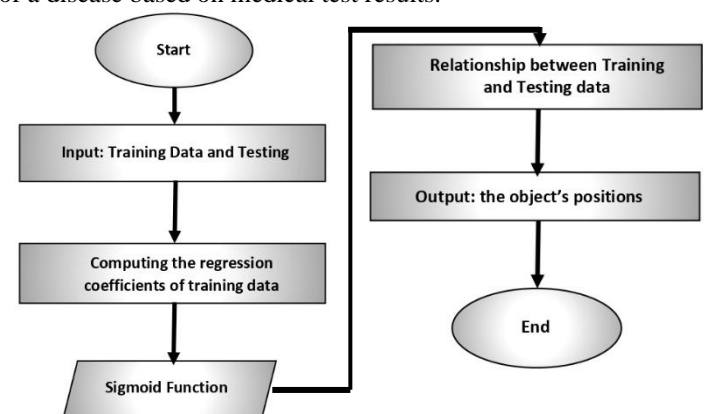 of a disease based on medical test results.
Start
Input: Training Data and Testing
Computing the regression
coefficients of training data
Sigmoid Function
Relationship between Training
and Testing data
Output: the object's positions
End